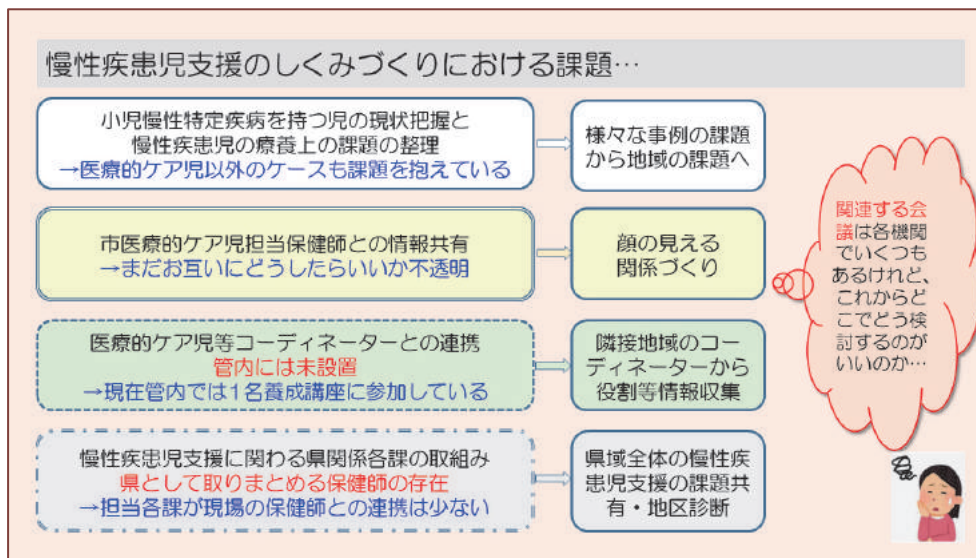 慢性疾患児支援のしくみづくりにおける課題…
小児慢性特定疾病を持つ児の現状把握と
慢性疾患児の療養上の課題の整理
→医療的ケア児以外のケースも課題を抱えている
様々な事例の課題
から地域の課題へ
市医療的ケア児担当保健師との情報共有
→まだお互いにどうしたらいいか不透明
顔の見える
関係づくり
医療的ケア児等コーディネーターとの連携
管内には未設置
→現在管内では1名養成講座に参加している
隣接地域のコー
ディネーターから
役割等情報収集
慢性疾患児支援に関わる県関係各課の取組み
県として取りまとめる保健師の存在
→担当各課が現場の保健師との連携は少ない
県域全体の慢性疾
患児支援の課題共
有・地区診断
関連する会
議は各機関
でいくつも
あるけれど、
これからど
こでどう検
討するのが
いいのか…